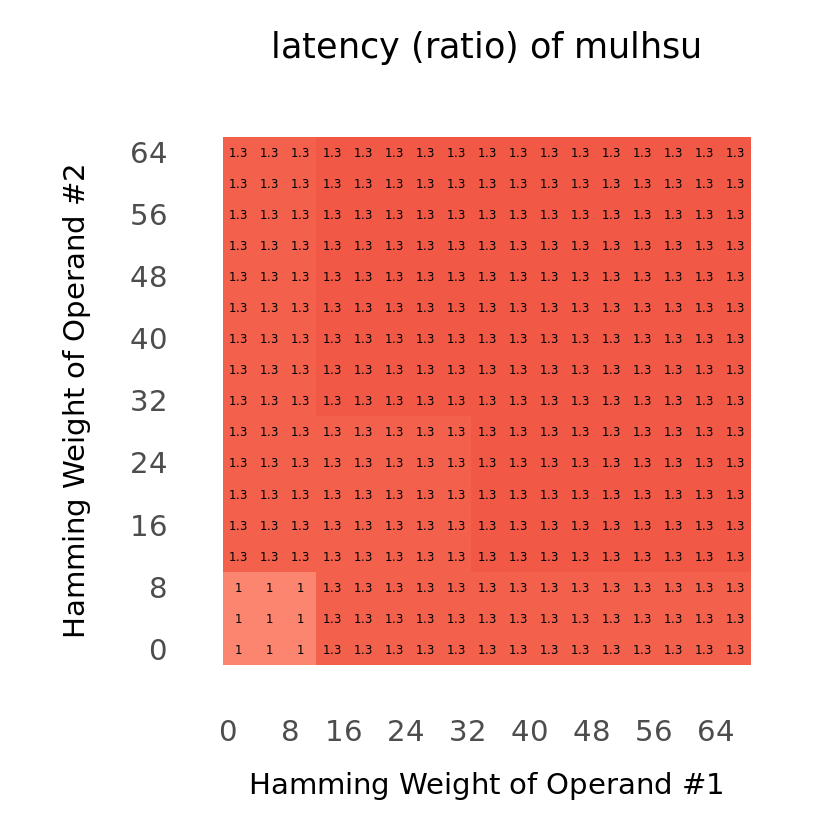 latency (ratio) of mulhsu
Hamming Weight of Operand #2
64 1.3 1.3 1.3 1.3 1.3 1.3 1.3 1.3 1.3 1.3 1.3 1.3 1.3 1.3 1.3 1.3 1.3
1.3 1.3 1.3 1.3 1.3 1.3 1.3 1.3 1.3 1.3 1.3 1.3 1.3 1.3 1.3 1.3 1.3
56 1.3 1.3 1.3 1.3 1.3 1.3 1.3 1.3 1.3 1.3 1.3 1.3 1.3 1.3 1.3 1.3 1.3
1.3 1.3 1.3 1.3 1.3 1.3 1.3 1.3 1.3 1.3 1.3 1.3 1.3 1.3 1.3 1.3 1.3
48 1.3 1.3 1.3 1.3 1.3 1.3 1.3 1.3 1.3 1.3 1.3 1.3 1.3 1.3 1.3 1.3 1.3
1.3 1.3 1.3 1.3 1.3 1.3 1.3 1.3 1.3 1.3 1.3 1.3 1.3 1.3 1.3 1.3 1.3
40 1.3 1.3 1.3 1.3 1.3 1.3 1.3 1.3 1.3 1.3 1.3 1.3 1.3 1.3 1.3 1.3 1.3
1.3 1.3 1.3 1.3 1.3 1.3 1.3 1.3 1.3 1.3 1.3 1.3 1.3 1.3 1.3 1.3 1.3
32 1.3 1.3 1.3 1.3 1.3 1.3 1.3 1.3 1.3 1.3 1.3 1.3 1.3 1.3 1.3 1.3 1.3
1.3 1.3 1.3 1.3 1.3 1.3 1.3 1.3 1.3 1.3 1.3 1.3 1.3 1.3 1.3 1.3 1.3
24 1.3 1.3 1.3 1.3 1.3 1.3 1.3 1.3 1.3 1.3 1.3 1.3 1.3 1.3 1.3 1.3 1.3
1.3 1.3 1.3 1.3 1.3 1.3 1.3 1.3 1.3 1.3 1.3 1.3 1.3 1.3 1.3 1.3 1.3
16 1.3 1.3 1.3 1.3 1.3 1.3 1.3 1.3 1.3 1.3 1.3 1.3 1.3 1.3 1.3 1.3 1.3
1.3 1.3 1.3 1.3 1.3 1.3 1.3 1.3 1.3 1.3 1.3 1.3 1.3 1.3 1.3 1.3 1.3
8 1 1 1 1.3 1.3 1.3 1.3 1.3 1.3 1.3 1.3 1.3 1.3 1.3 1.3 1.3 1.3
1 1 1 1.3 1.3 1.3 1.3 1.3 1.3 1.3 1.3 1.3 1.3 1.3 1.3 1.3 1.3
0 1 1 1 1.3 1.3 1.3 1.3 1.3 1.3 1.3 1.3 1.3 1.3 1.3 1.3 1.3 1.3
0 8 16 24 32 40 48 56 64
Hamming Weight of Operand #1